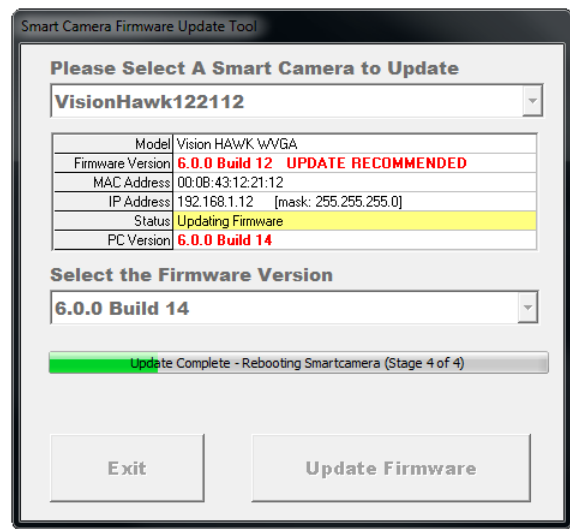 Smart Camera Firmware Update Tool
Please Select A Smart Camera to Update
VisionHawk122112
Model Vision HAWK WVGA
Firmware Version 6.0.0 Build 12 UPDATE RECOMMENDED
MAC Address 00:0B:43:12:21:12
IP Address 192.168.1.12 [mask: 255.255.255.0]
Status Updating Firmware
PC Version 6.0.0 Build 14
Select the Firmware Version
6.0.0 Build 14
Update Complete - Rebooting Smartcamera (Stage 4 of 4)
Exit Update Firmware